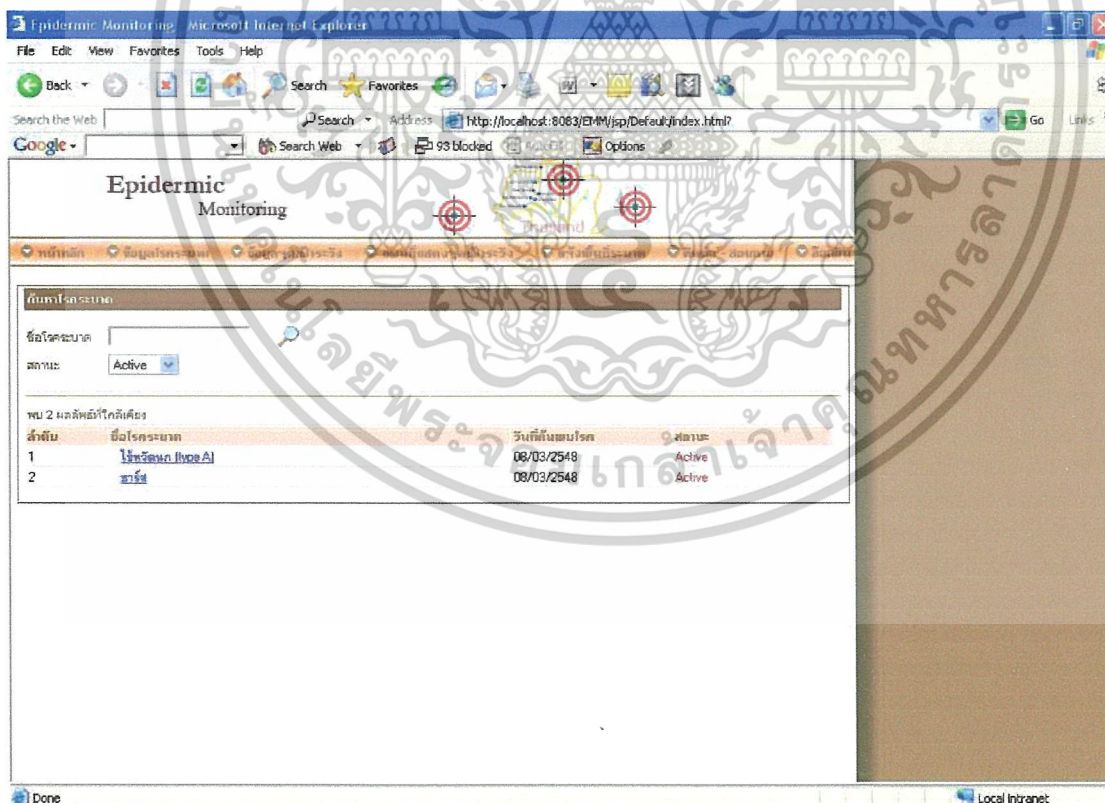 Epidermic Monitoring - Microsoft Internet Explorer
File Edit View Favorites Tools Help
Back Search Favorites
Search the Web Search Address http://localhost:8083/EMM/jsp/Default/index.html? Go Links
Google Search Web 93 blocked Options
Epidermic
Monitoring
Thailand
หน้าหลัก ข้อมูลโรคระบาด
ค้นหาโรคระบาด
ชื่อโรคระบาด
สถานะ Active
พบ 2 ผลลัพธ์ที่ใกล้เคียง
ลำดับ ชื่อโรคระบาด วันที่ค้นพบโรค สถานะ
1 ไข้หวัดนก [type A] 08/03/2548 Active
2 ซาร์ส 08/03/2548 Active
Done Local intranet